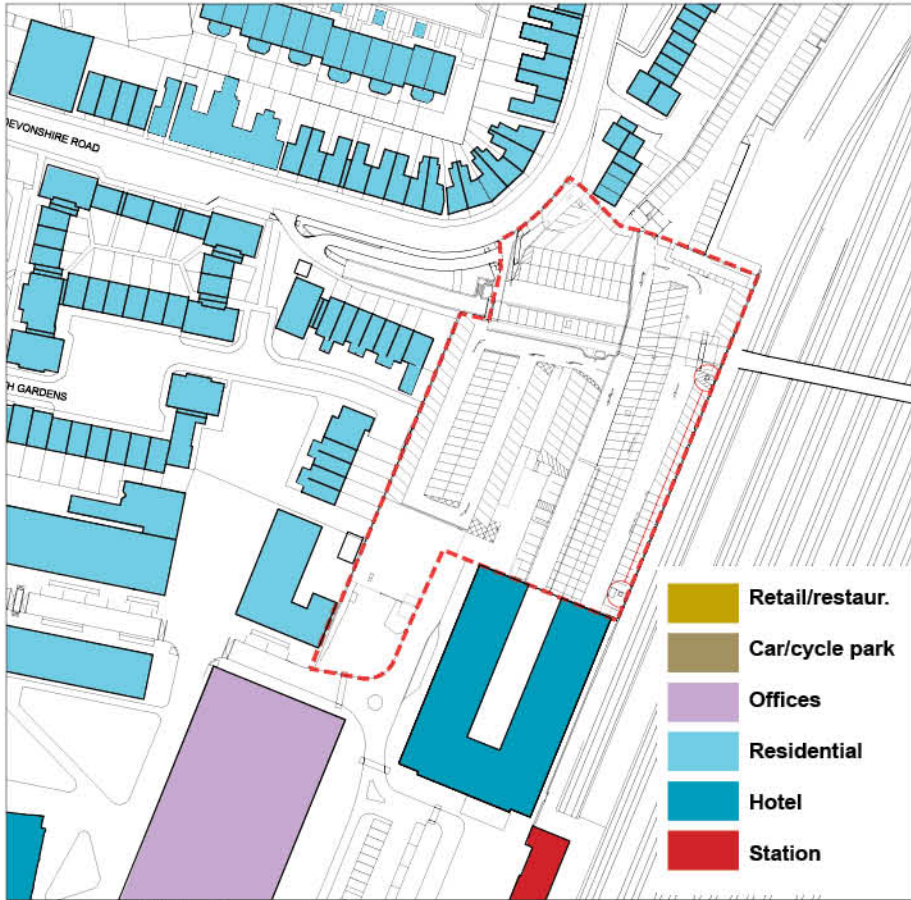 DEVONSHIRE ROAD
H GARDENS
Retail/restaur.
Car/cycle park
Offices
Residential
Hotel
Station